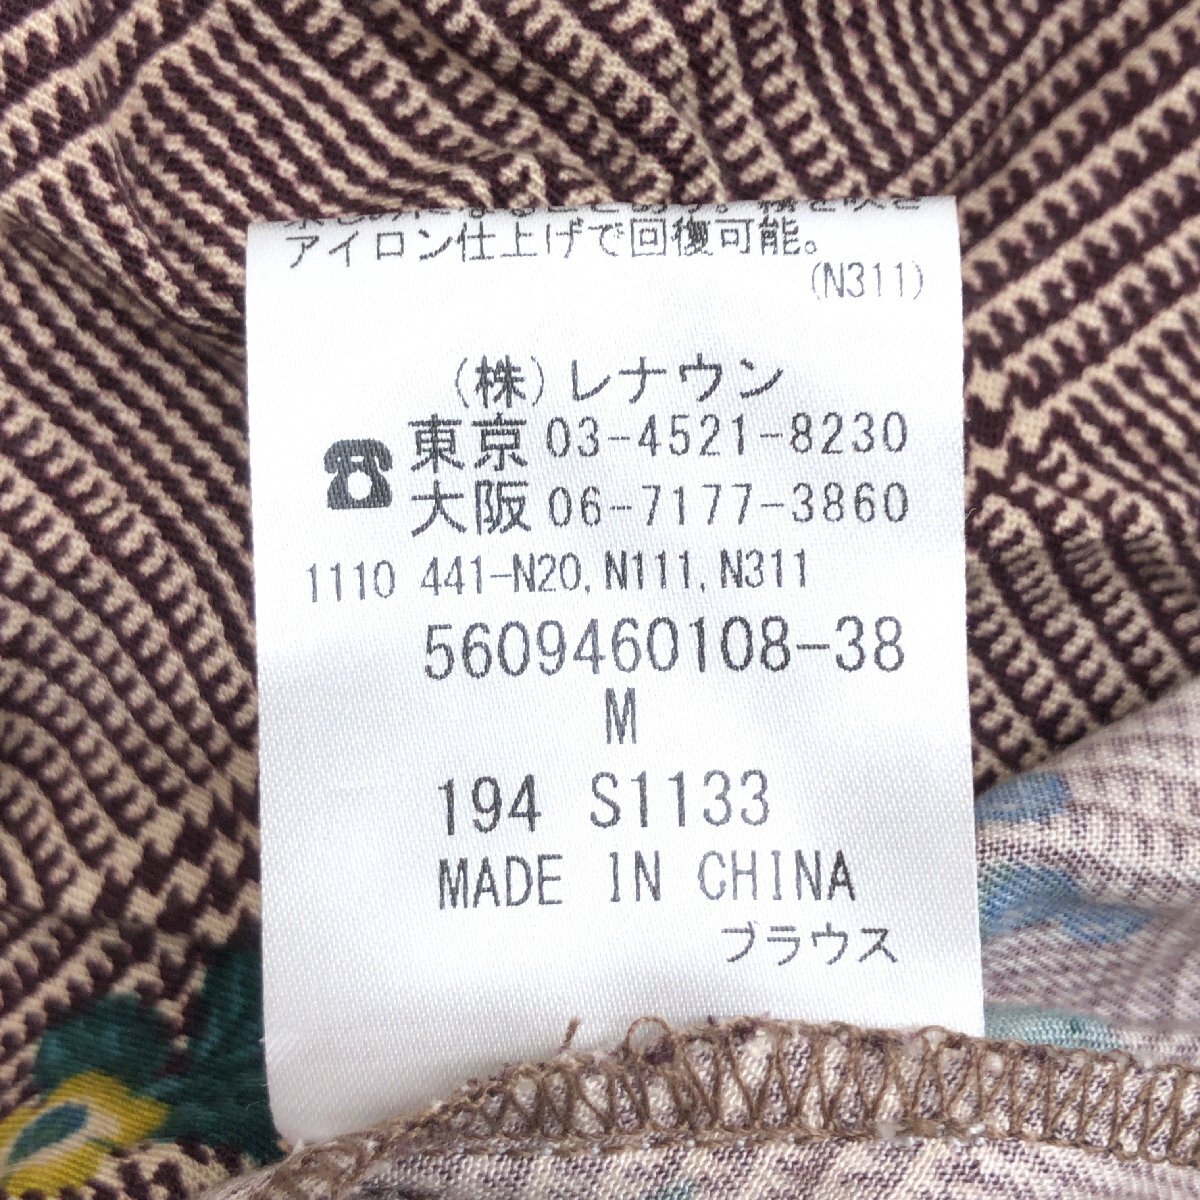 アイロン仕上げで回復可能。
(N311)
(株)レナウン
東京 03-4521-8230
大阪 06-7177-3860
1110 441-N20,N111,N311
5609460108-38
M
194 S1133
MADE IN CHINA
ブラウス